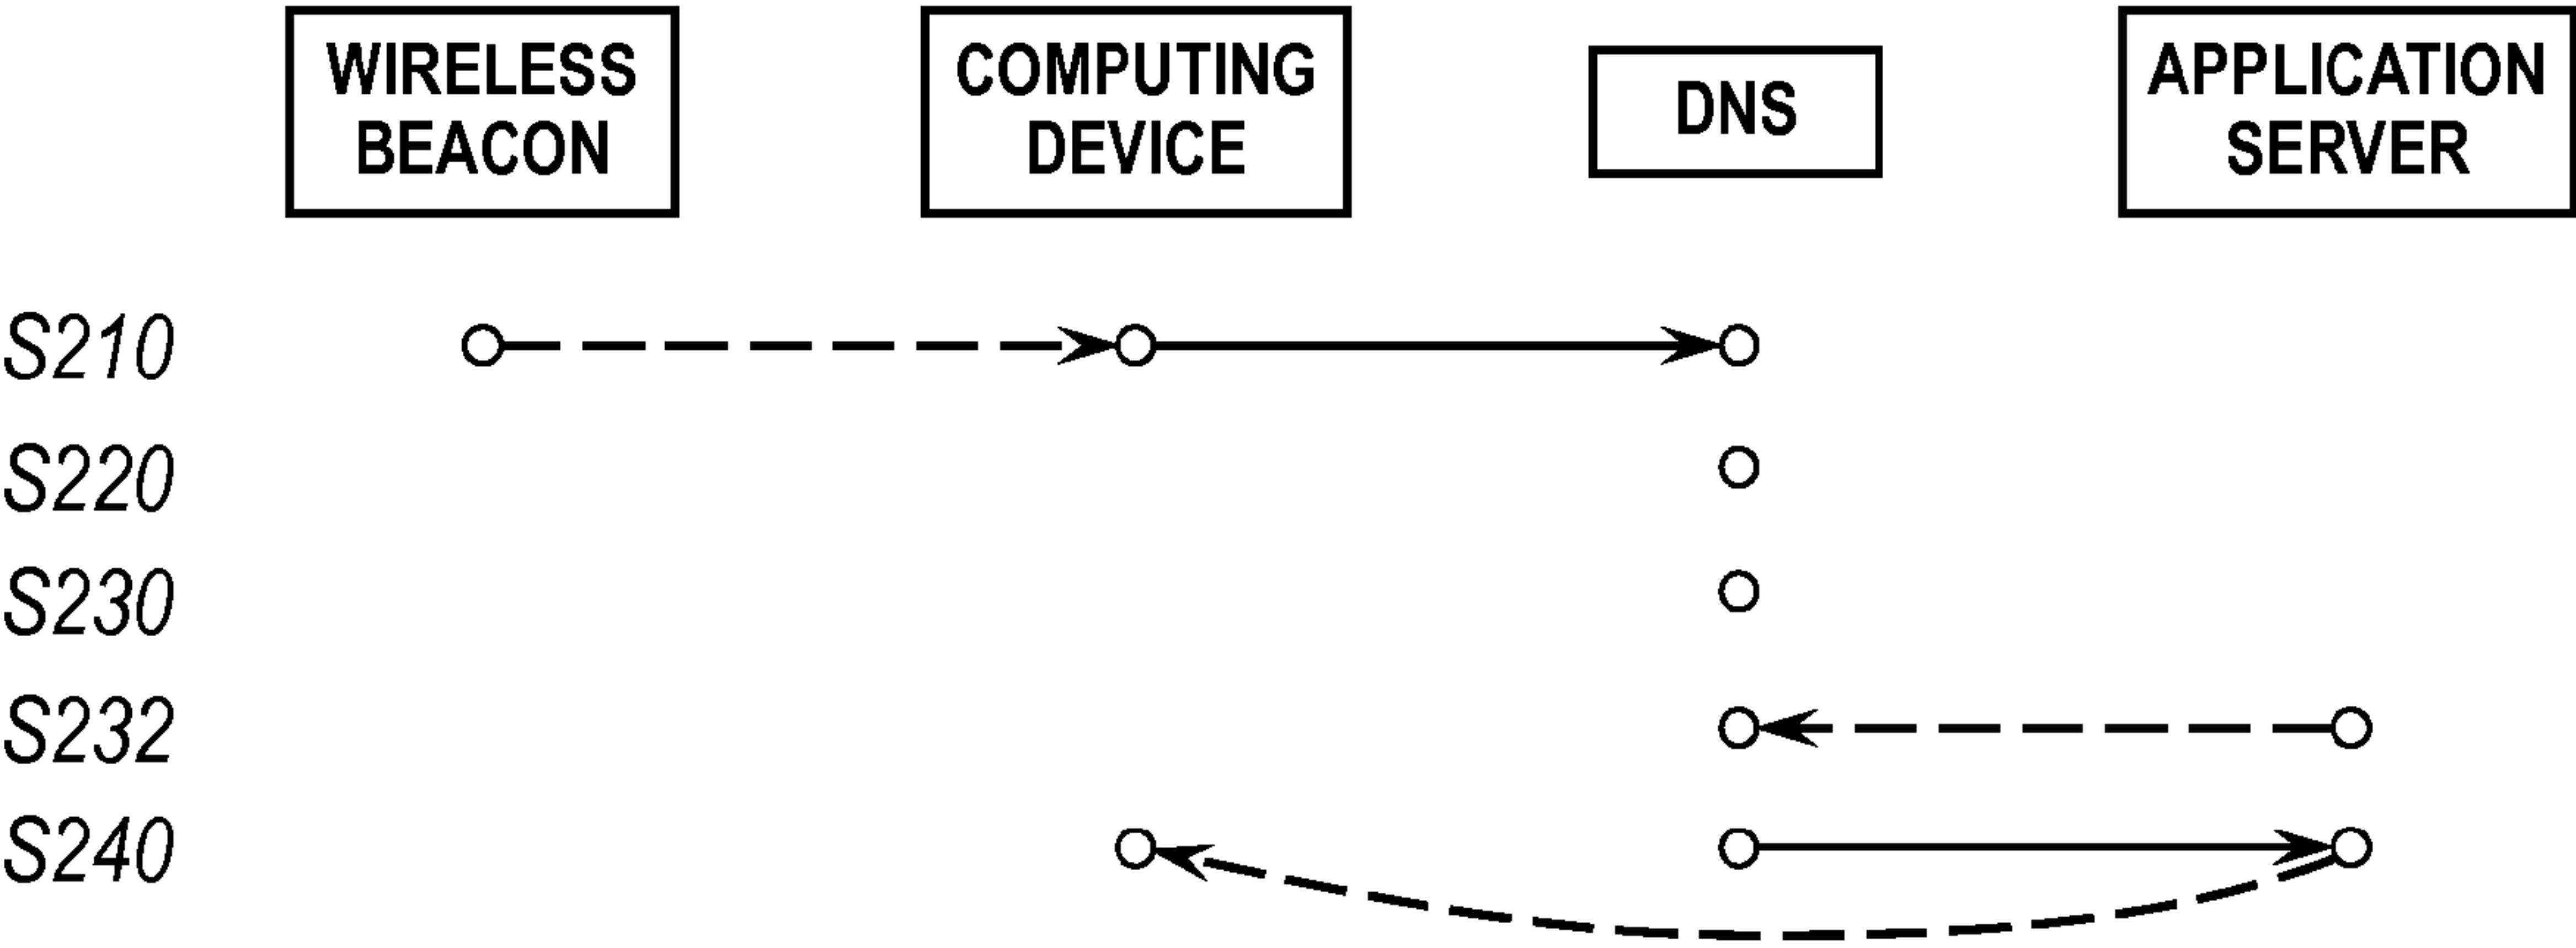 WIRELESS
BEACON
COMPUTING
DEVICE
DNS
APPLICATION
SERVER
S210
S220
S230
S232
S240